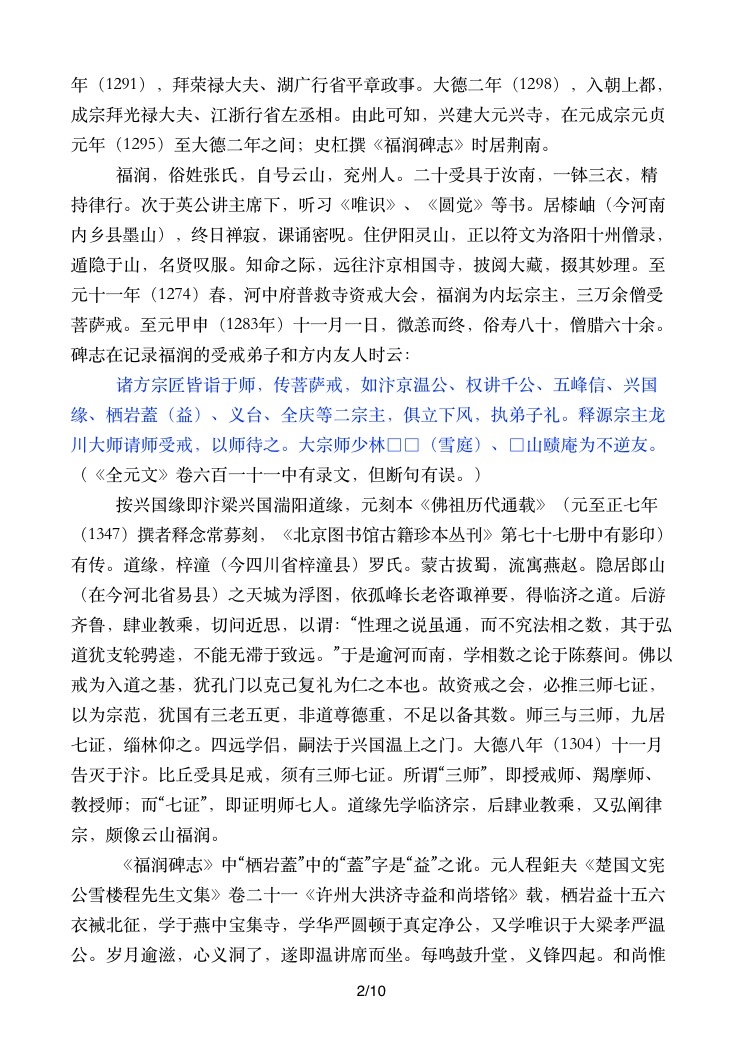 年（1291），拜荣禄大夫、湖广行省平章政事。大德二年（1298），入朝上都，
成宗拜光禄大夫、江浙行省左丞相。由此可知，兴建大元兴寺，在元成宗元贞
元年（1295）至大德二年之间；史杠撰《福润碑志》时居荆南。
福润，俗姓张氏，自号云山，兖州人。二十受具于汝南，一钵三衣，精
持律行。次于英公讲主席下，听习《唯识》、《圆觉》等书。居榛岫（今河南
内乡县墨山），终日禅寂，课诵密呪。住伊阳灵山，正以符文为洛阳十州僧录，
遁隐于山，名贤叹服。知命之际，远往汴京相国寺，披阅大藏，掇其妙理。至
元十一年（1274）春，河中府普救寺资戒大会，福润为内坛宗主，三万余僧受
菩萨戒。至元甲申（1283年）十一月一日，微恙而终，俗寿八十，僧腊六十余。
碑志在记录福润的受戒弟子和方内友人时云：
诸方宗匠皆诣于师，传菩萨戒，如汴京温公、权讲千公、五峰信、兴国
缘、栖岩蓋（益）、义台、全庆等二宗主，俱立下风，执弟子礼。释源宗主龙
川大师请师受戒，以师待之。大宗师少林□□（雪庭）、□山赜庵为不逆友。
（《全元文》卷六百一十一中有录文，但断句有误。）
按兴国缘即汴梁兴国湍阳道缘，元刻本《佛祖历代通载》（元至正七年
（1347）撰者释念常募刻，《北京图书馆古籍珍本丛刊》第七十七册中有影印）
有传。道缘，梓潼（今四川省梓潼县）罗氏。蒙古拔蜀，流寓燕赵。隐居郎山
（在今河北省易县）之天城为浮图，依孤峰长老咨诹禅要，得临济之道。后游
齐鲁，肆业教乘，切问近思，以谓：“性理之说虽通，而不究法相之数，其于弘
道犹支轮骋逵，不能无滞于致远。”于是逾河而南，学相数之论于陈蔡间。佛以
戒为入道之基，犹孔门以克己复礼为仁之本也。故资戒之会，必推三师七证，
以为宗范，犹国有三老五更，非道尊德重，不足以备其数。师三与三师，九居
七证，缁林仰之。四远学侣，嗣法于兴国温上之门。大德八年（1304）十一月
告灭于汴。比丘受具足戒，须有三师七证。所谓“三师”，即授戒师、羯摩师、
教授师；而“七证”，即证明师七人。道缘先学临济宗，后肆业教乘，又弘阐律
宗，颇像云山福润。
《福润碑志》中“栖岩蓋”中的“蓋”字是“益”之讹。元人程鉅夫《楚国文宪
公雪楼程先生文集》卷二十一《许州大洪济寺益和尚塔铭》载，栖岩益十五六
衣裓北征，学于燕中宝集寺，学华严圆顿于真定净公，又学唯识于大梁孝严温
公。岁月逾滋，心义洞了，遂即温讲席而坐。每鸣鼓升堂，义锋四起。和尚惟
2/10